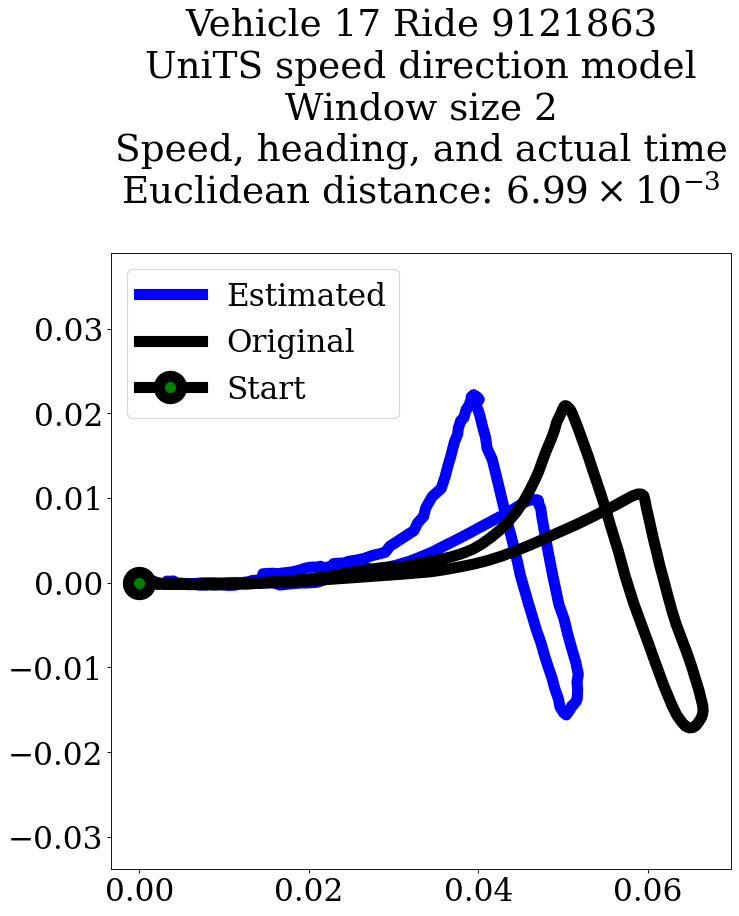 Vehicle 17 Ride 9121863
UniTS speed direction model
Window size 2
Speed, heading, and actual time
Euclidean distance: 6.99 × 10⁻³
Estimated
Original
Start
0.03
0.02
0.01
0.00
−0.01
−0.02
−0.03
0.00 0.02 0.04 0.06